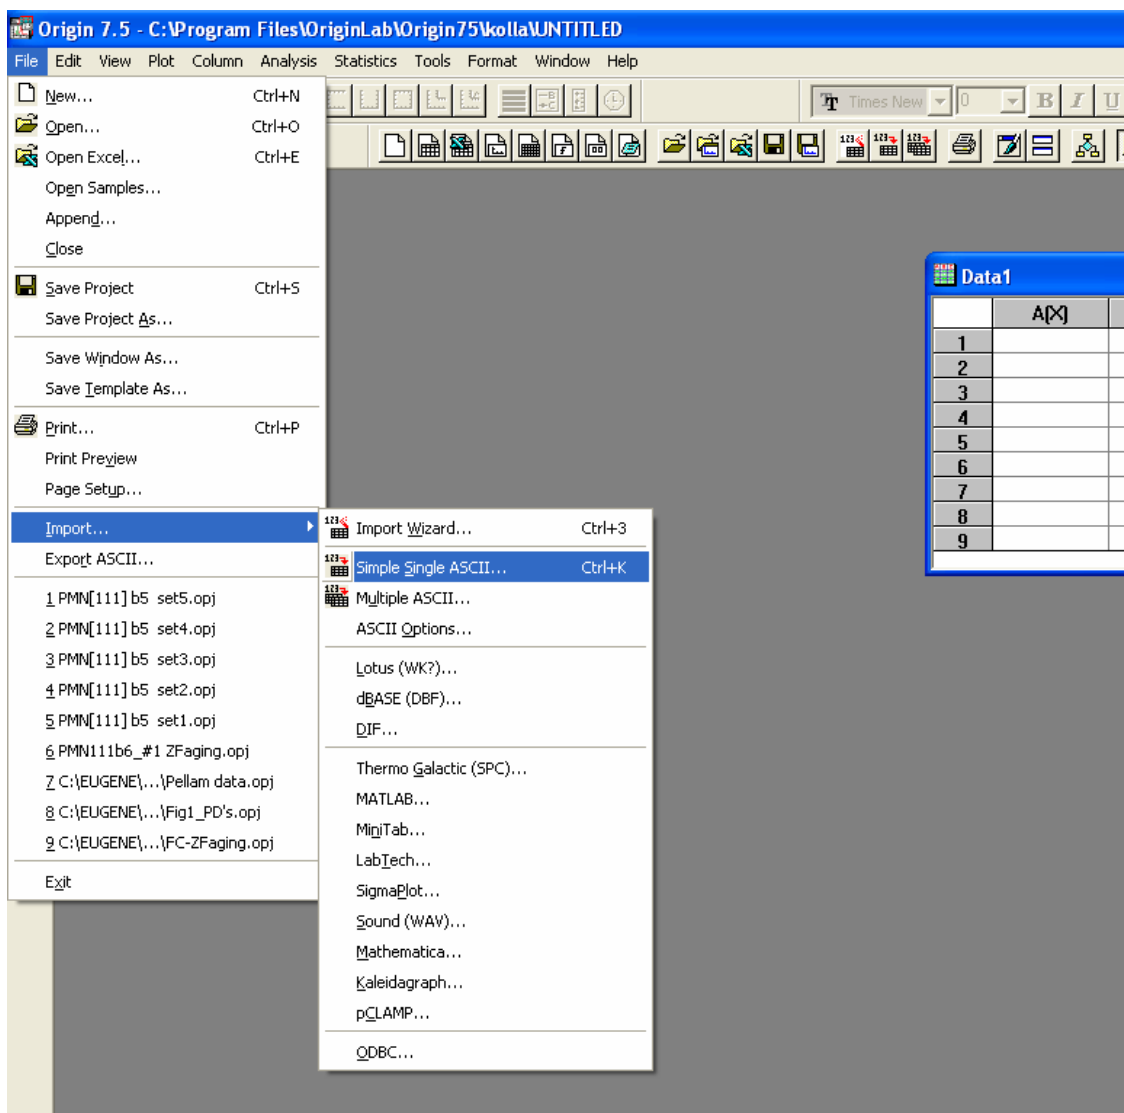 Origin 7.5 - C:\Program Files\OriginLab\Origin75\kolla\UNTITLED
File Edit View Plot Column Analysis Statistics Tools Format Window Help
New... Ctrl+N
Open... Ctrl+O
Open Excel... Ctrl+E
Open Samples...
Append...
Close
Save Project Ctrl+S
Save Project As...
Save Window As...
Save Template As...
Print... Ctrl+P
Print Preview
Page Setup...
Import...
Export ASCII...
1 PMN[111] b5 set5.opj
2 PMN[111] b5 set4.opj
3 PMN[111] b5 set3.opj
4 PMN[111] b5 set2.opj
5 PMN[111] b5 set1.opj
6 PMN111b6_#1 ZFaging.opj
7 C:\EUGENE\...\Pellam data.opj
8 C:\EUGENE\...\Fig1_PD's.opj
9 C:\EUGENE\...\FC-ZFaging.opj
Exit
Import Wizard... Ctrl+3
Simple Single ASCII... Ctrl+K
Multiple ASCII...
ASCII Options...
Lotus (WK?)...
dBASE (DBF)...
DIF...
Thermo Galactic (SPC)...
MATLAB...
MiniTab...
LabTech...
SigmaPlot...
Sound (WAV)...
Mathematica...
Kaleidagraph...
pCLAMP...
ODBC...
Times New 0 B I U
Data1
A(X)
1
2
3
4
5
6
7
8
9